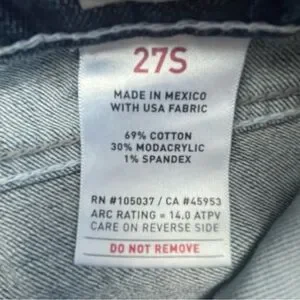 27S
MADE IN MEXICO
WITH USA FABRIC
69% COTTON
30% MODACRYLIC
1% SPANDEX
RN #105037 / CA #45953
ARC RATING = 14.0 ATPV
CARE ON REVERSE SIDE
DO NOT REMOVE